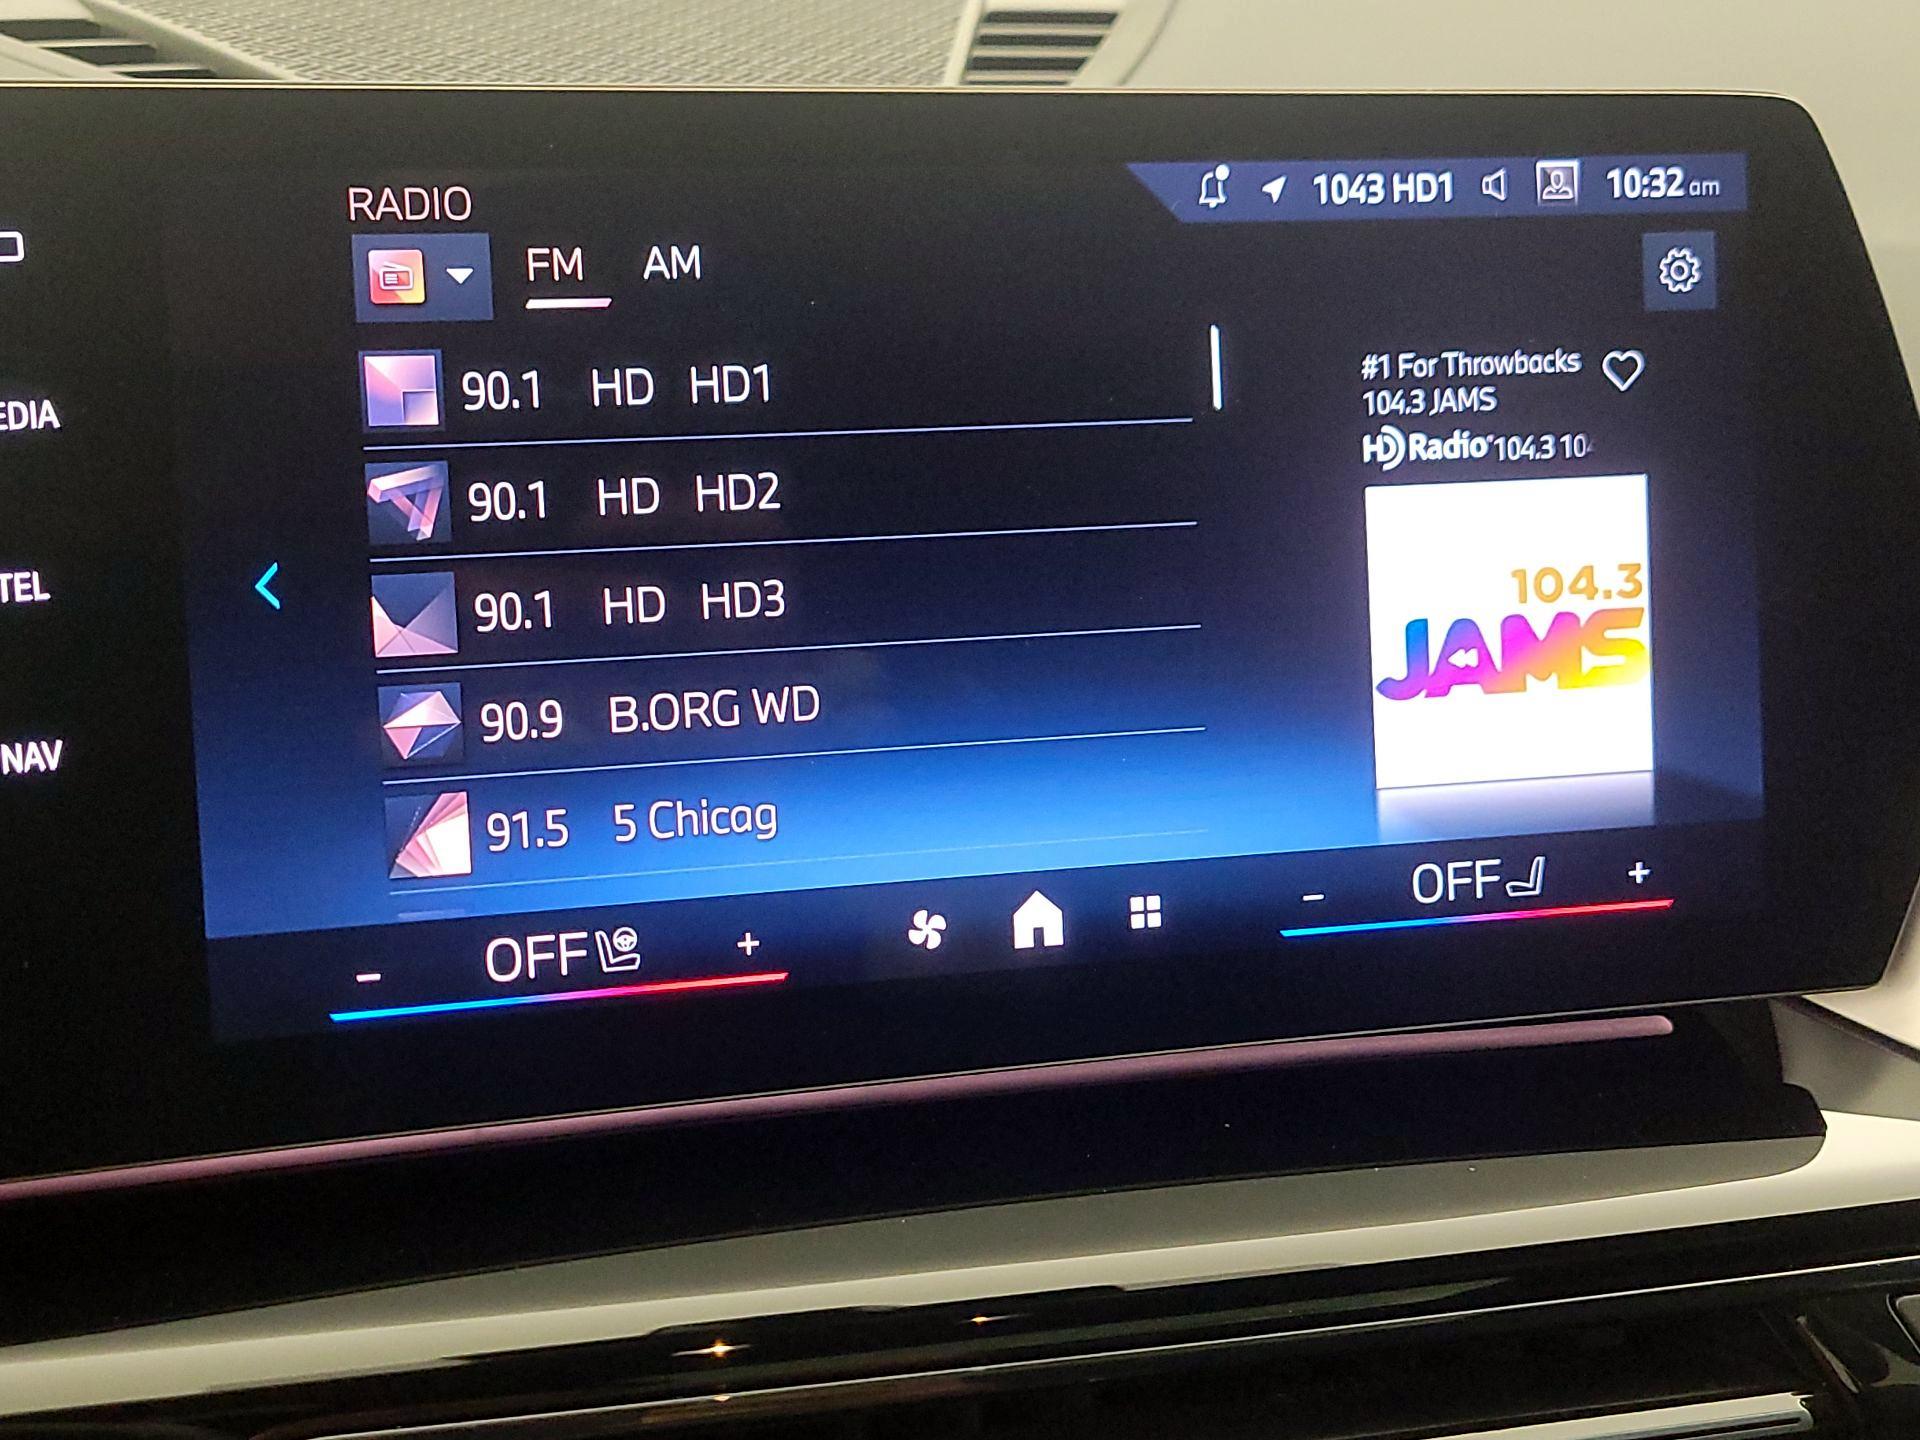 1043 HD1 10:32 am
RADIO
FM AM
90.1 HD HD1
90.1 HD HD2
90.1 HD HD3
90.9 B.ORG WD
91.5 5 Chicag
#1 For Throwbacks
104.3 JAMS
HD Radio 104.3 10
104.3
JAMS
EDIA
TEL
NAV
- OFF +
- OFF +